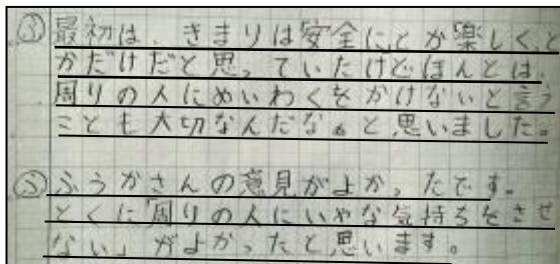 ③最初は、きまりは安全にとか楽しくと
かだけだと思っていたけどほんとは
周りの人にめいわくをかけないと言う
ことも大切なんだなぁと思いました。
⑤ふうかさんの意見がよかったです。
とくに「周りの人にいやな気持ちをさせ
ない」がよかったと思います。